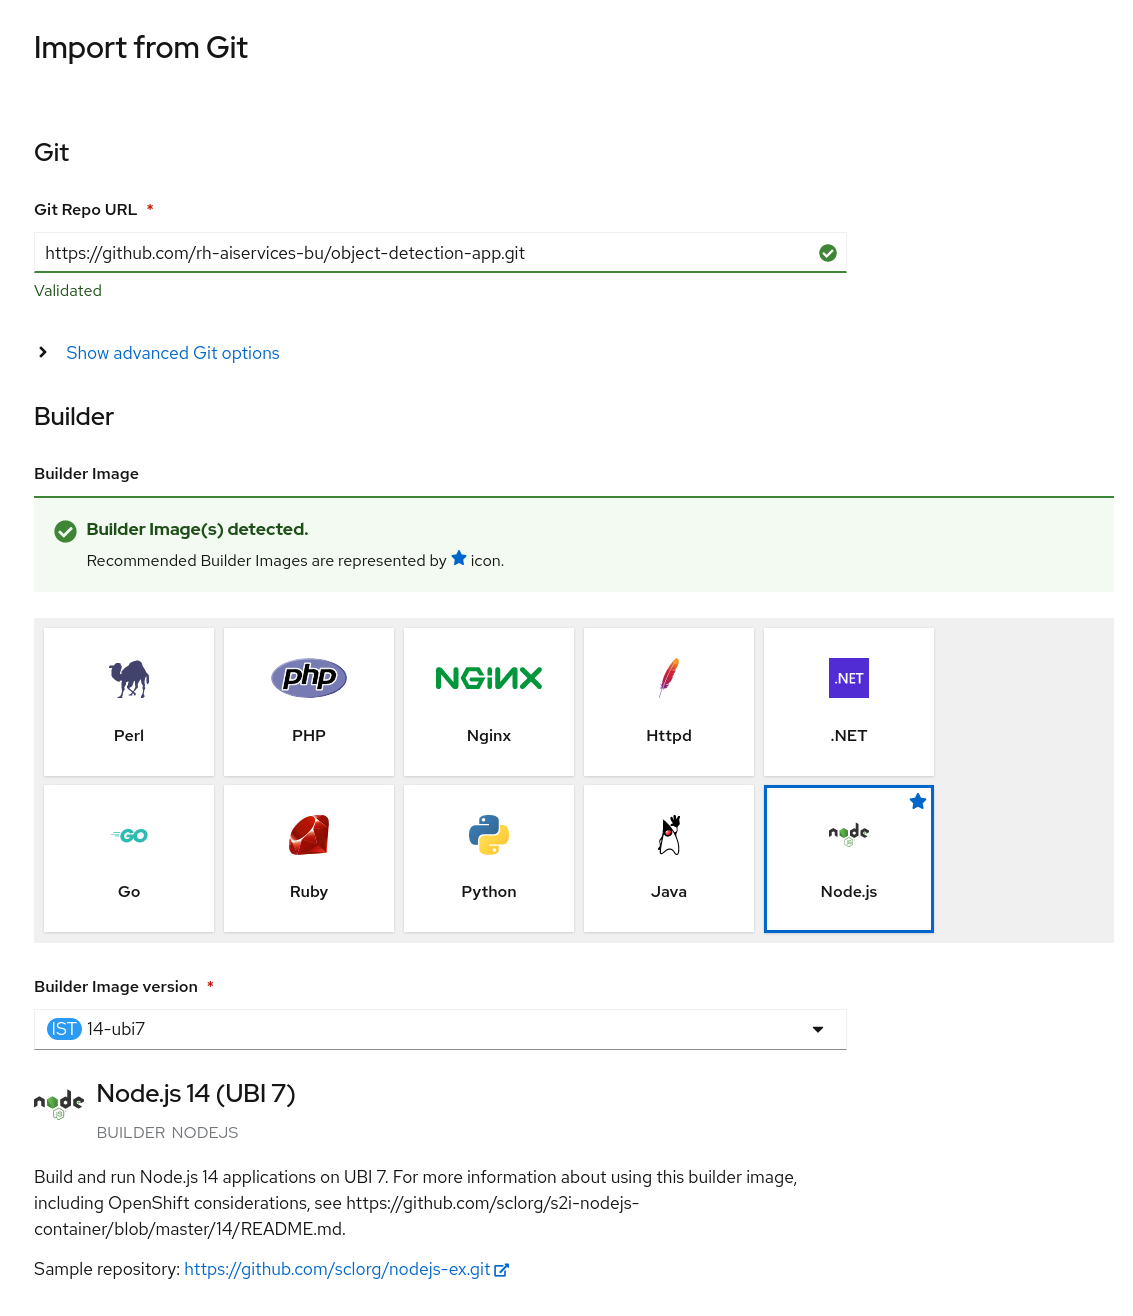 Import from Git
Git
Git Repo URL *
https://github.com/rh-aiservices-bu/object-detection-app.git
Validated
Show advanced Git options
Builder
Builder Image
Builder Image(s) detected.
Recommended Builder Images are represented by icon.
php NGINX .NET
Perl PHP Nginx Httpd .NET
GO node JS
Go Ruby Python Java Node.js
Builder Image version *
IST 14-ubi7
node JS Node.js 14 (UBI 7)
BUILDER NODEJS
Build and run Node.js 14 applications on UBI 7. For more information about using this builder image,
including OpenShift considerations, see https://github.com/sclorg/s2i-nodejs-
container/blob/master/14/README.md.
Sample repository: https://github.com/sclorg/nodejs-ex.git